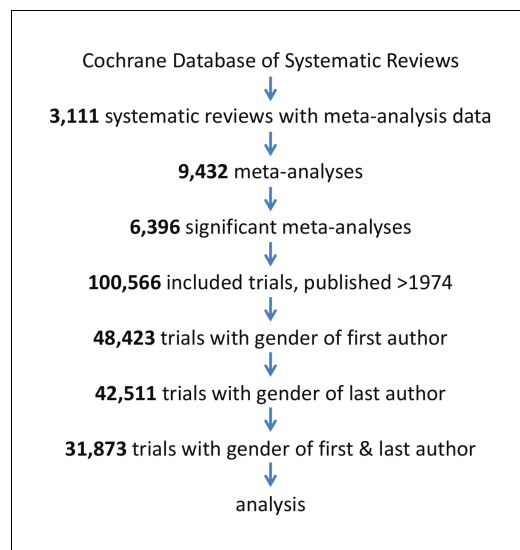 Cochrane Database of Systematic Reviews
3,111 systematic reviews with meta-analysis data
9,432 meta-analyses
6,396 significant meta-analyses
100,566 included trials, published >1974
48,423 trials with gender of first author
42,511 trials with gender of last author
31,873 trials with gender of first & last author
analysis